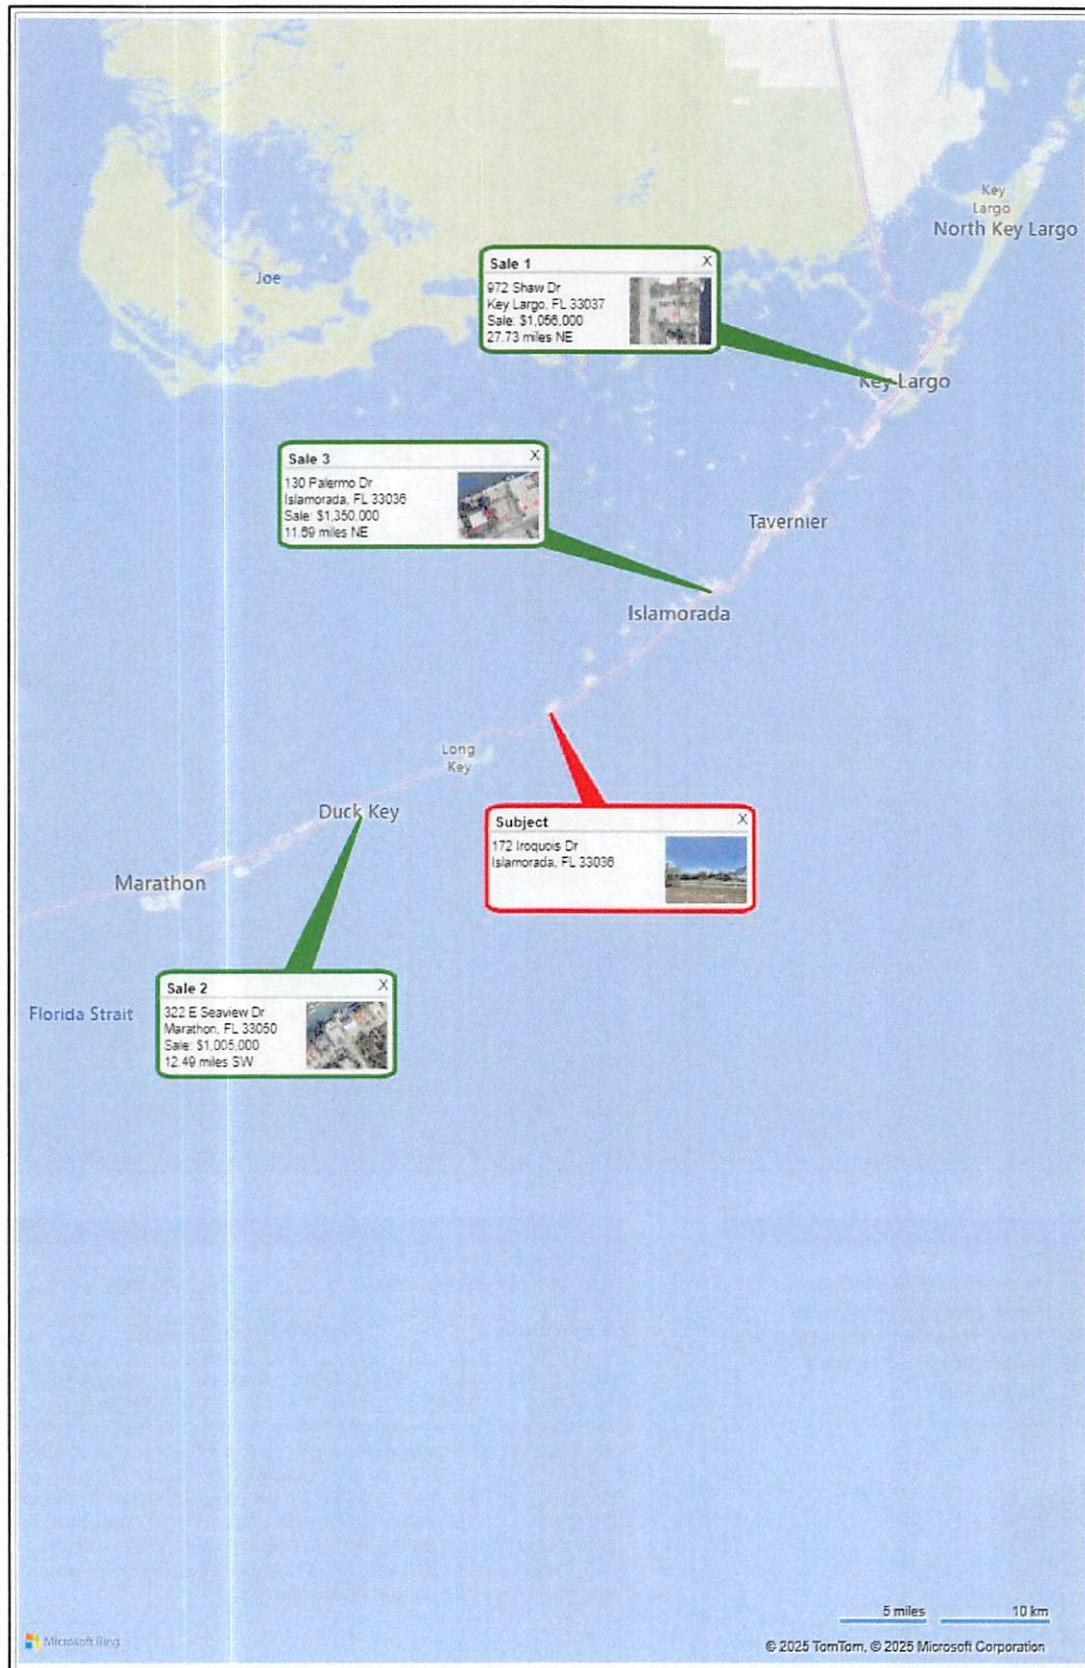 Key
Largo
North Key Largo
Joe
Sale 1 X
972 Shaw Dr
Key Largo, FL 33037
Sale: $1,056,000
27.73 miles NE
Key Largo
Sale 3 X
130 Palermo Dr
Islamorada, FL 33036
Sale: $1,350,000
11.69 miles NE
Tavernier
Islamorada
Long
Key
Duck Key
Subject X
172 Iroquois Dr
Islamorada, FL 33036
Marathon
Sale 2 X
322 E Seaview Dr
Marathon, FL 33050
Sale: $1,005,000
12.49 miles SW
Florida Strait
5 miles 10 km
Microsoft Bing
© 2025 TomTom, © 2025 Microsoft Corporation